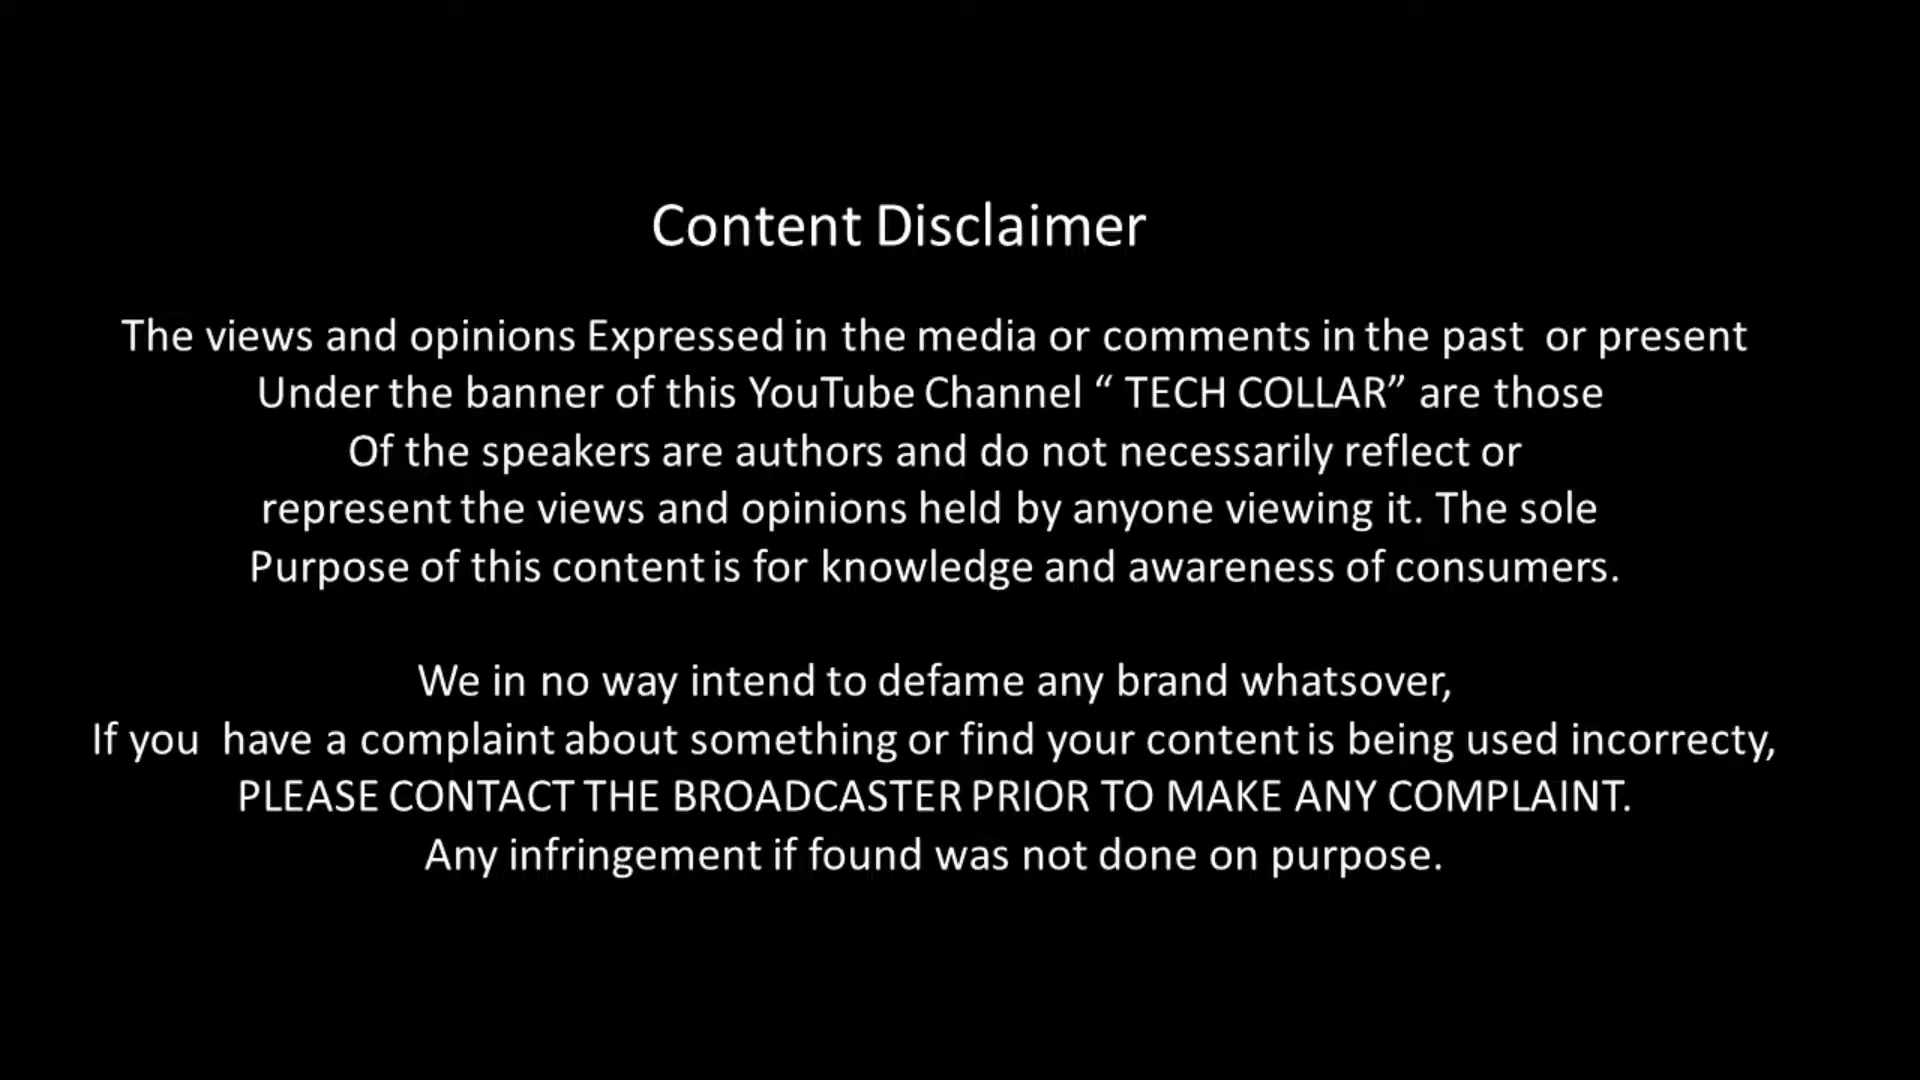 Content Disclaimer
The views and opinions Expressed in the media or comments in the past or present
Under the banner of this YouTube Channel “ TECH COLLAR” are those
Of the speakers are authors and do not necessarily reflect or
represent the views and opinions held by anyone viewing it. The sole
Purpose of this content is for knowledge and awareness of consumers.
We in no way intend to defame any brand whatsover,
If you have a complaint about something or find your content is being used incorrecty,
PLEASE CONTACT THE BROADCASTER PRIOR TO MAKE ANY COMPLAINT.
Any infringement if found was not done on purpose.